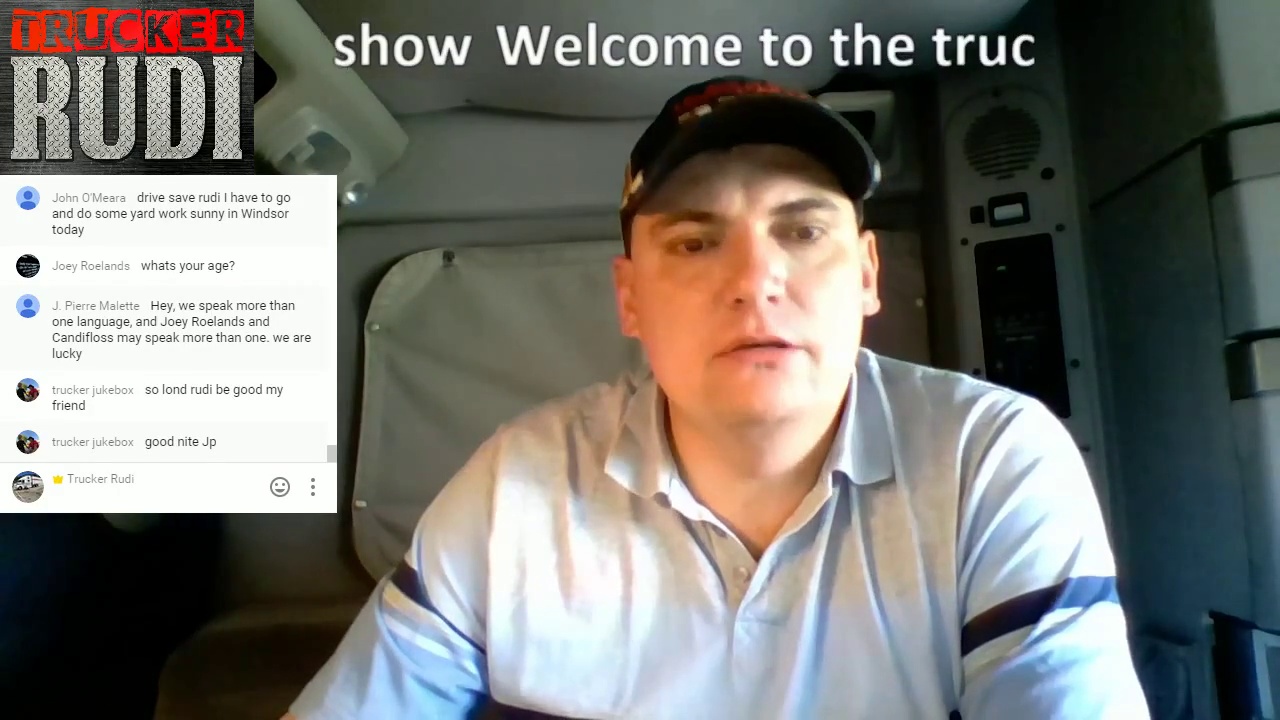 TRUCKER
RUDI
show Welcome to the truc
John O'Meara drive save rudi I have to go
and do some yard work sunny in Windsor
today
Joey Roelands whats your age?
J. Pierre Malette Hey, we speak more than
one language, and Joey Roelands and
Candifloss may speak more than one. we are
lucky
trucker jukebox so lond rudi be good my
friend
trucker jukebox good nite Jp
Trucker Rudi